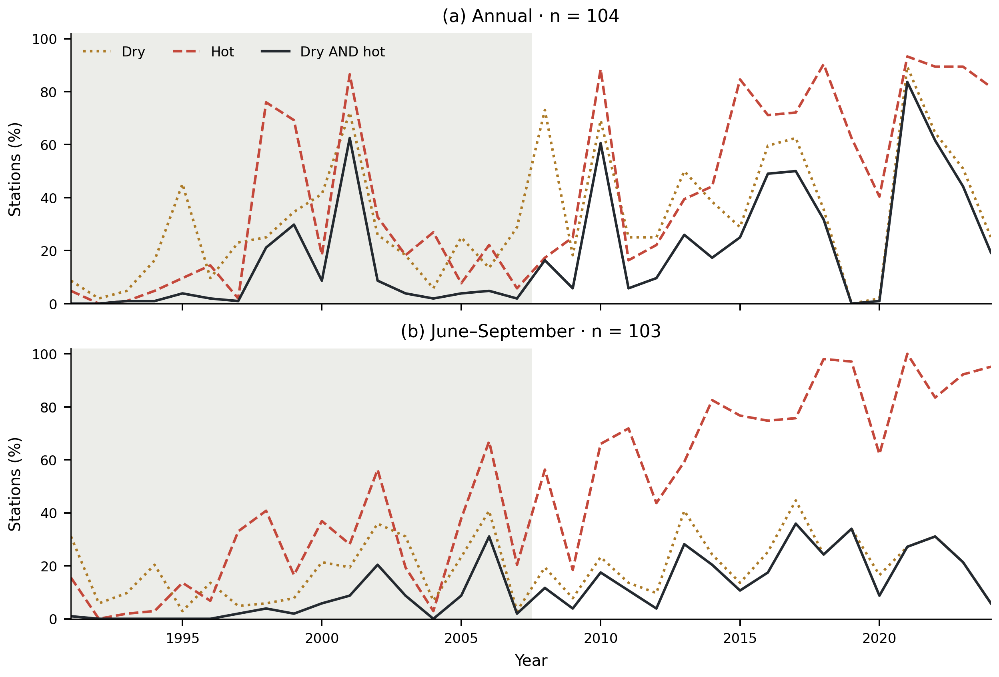 (a) Annual · n = 104
100
80
60
40
20
0
Stations (%)
Dry
Hot
Dry AND hot
(b) June–September · n = 103
100
80
60
40
20
0
Stations (%)
1995
2000
2005
2010
2015
2020
Year